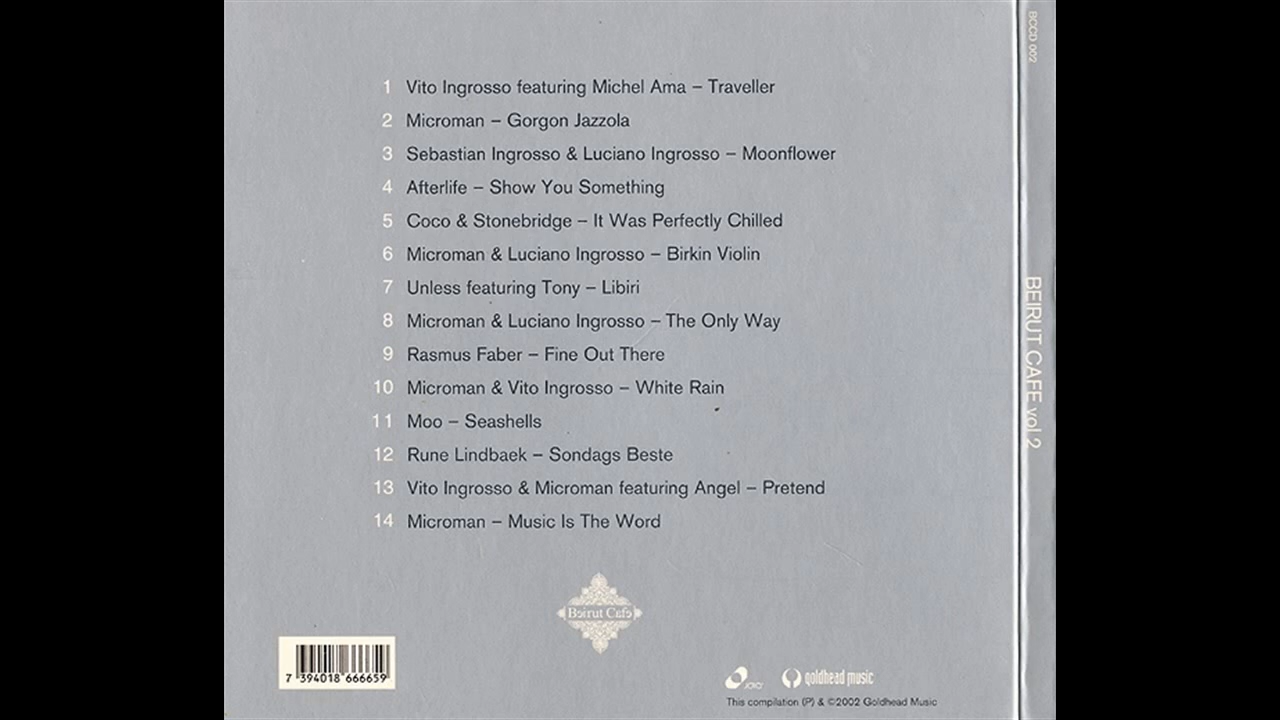 1 Vito Ingrosso featuring Michel Ama – Traveller
2 Microman – Gorgon Jazzola
3 Sebastian Ingrosso & Luciano Ingrosso – Moonflower
4 Afterlife – Show You Something
5 Coco & Stonebridge – It Was Perfectly Chilled
6 Microman & Luciano Ingrosso – Birkin Violin
7 Unless featuring Tony – Libiri
8 Microman & Luciano Ingrosso – The Only Way
9 Rasmus Faber – Fine Out There
10 Microman & Vito Ingrosso – White Rain
11 Moo – Seashells
12 Rune Lindbaek – Sondags Beste
13 Vito Ingrosso & Microman featuring Angel – Pretend
14 Microman – Music Is The Word
Beirut Cafe
7 394018 666659
goldhead music
This compilation (P) & ©2002 Goldhead Music
BCCD 002
BEIRUT CAFE vol 2